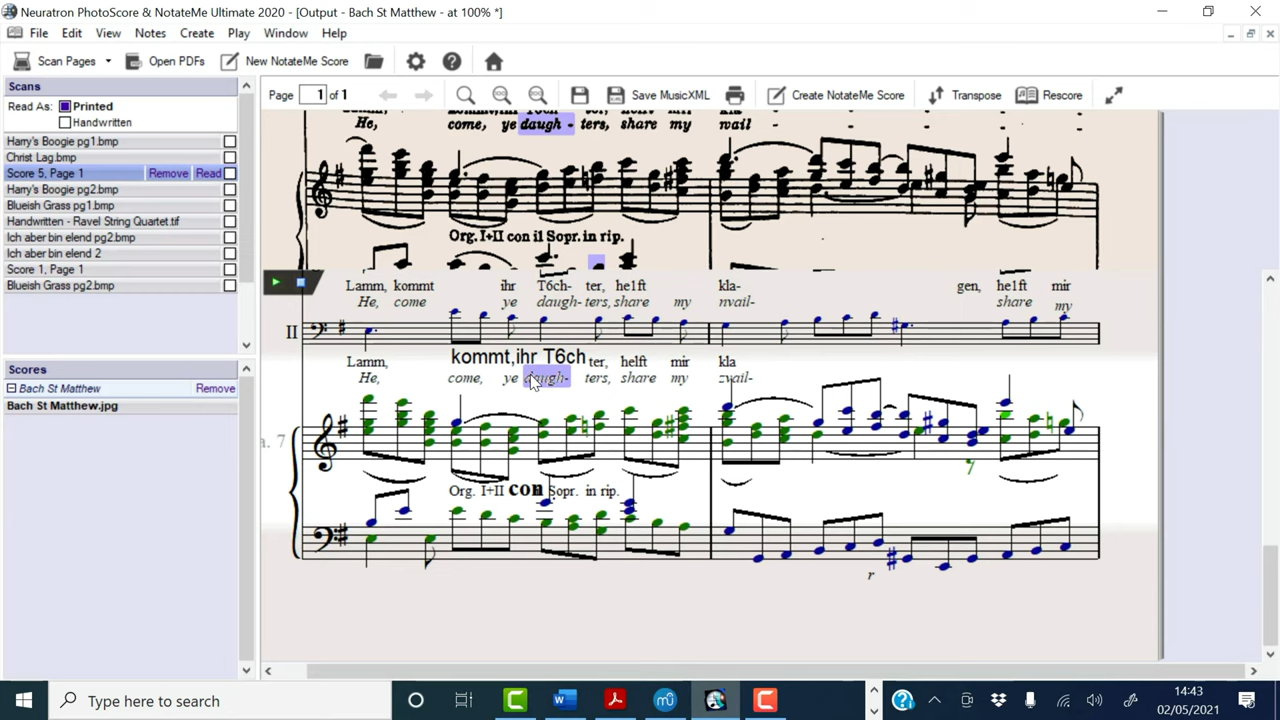 Neuratron PhotoScore & NotateMe Ultimate 2020 - [Output - Bach St Matthew - at 100% *]
File Edit View Notes Create Play Window Help
Scan Pages Open PDFs New NotateMe Score
Scans
Read As: Printed
Handwritten
Harry's Boogie pg1.bmp
Christ Lag.bmp
Score 5, Page 1 Remove Read
Harry's Boogie pg2.bmp
Blueish Grass pg1.bmp
Handwritten - Ravel String Quartet.tif
Ich aber bin elend pg2.bmp
Ich aber bin elend 2
Score 1, Page 1
Blueish Grass pg2.bmp
Scores
Bach St Matthew Remove
Bach St Matthew.jpg
Page 1 of 1 Save MusicXML Create NotateMe Score Transpose Rescore
He, come, ye daugh - ters, share my wail - - -
Org. I+II con il Sopr. in rip.
Lamm, kommt ihr T6ch- ter, he1ft kla- gen, he1ft mir
He, come ye daugh- ters, share my nvail- share my
II
Lamm, kommt,ihr T6ch ter, helft mir kla
He, come, ye daugh- ters, share my zvail-
a. 7
Org. I+II con Sopr. in rip.
r
Type here to search
14:43
02/05/2021